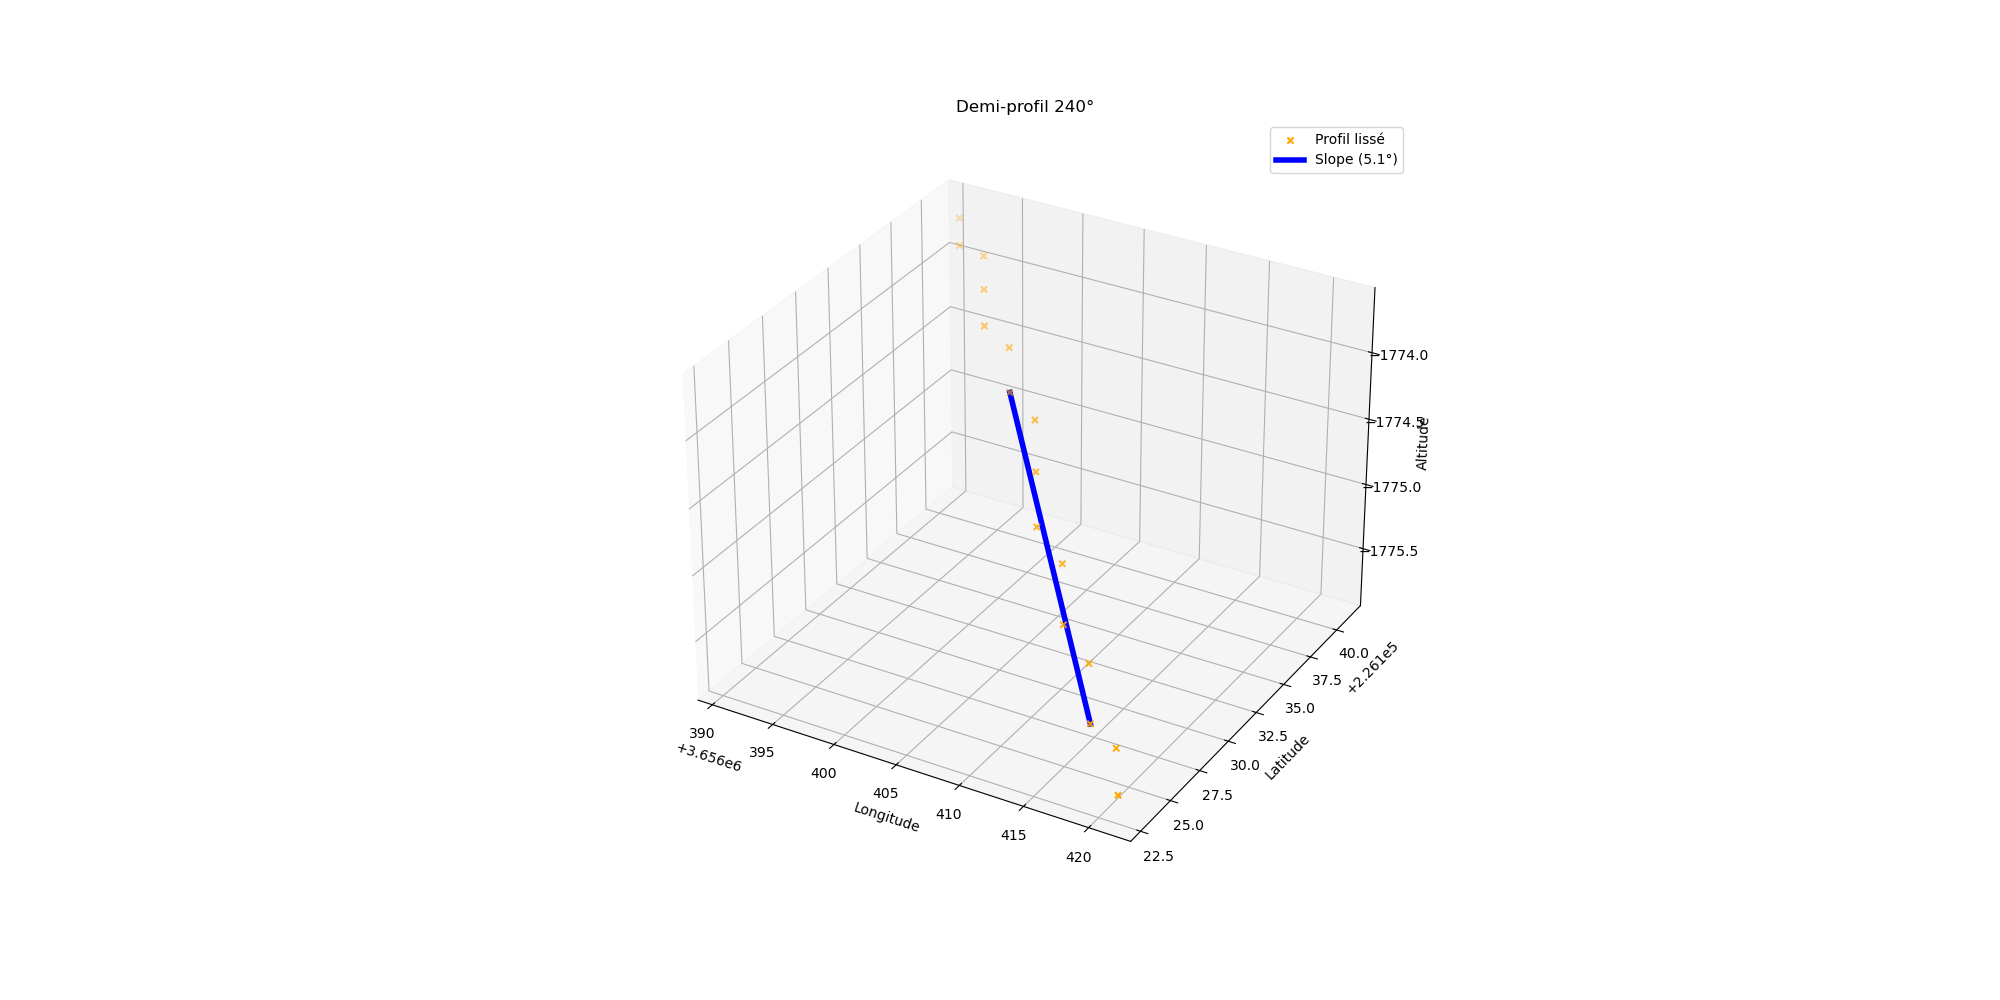 Demi-profil 240°
Profil lissé
Slope (5.1°)
−1774.0
−1774.5
−1775.0
−1775.5
Altitude
40.0
37.5
35.0
32.5
30.0
27.5
25.0
22.5
+2.261e5
Latitude
390
395
400
405
410
415
420
+3.656e6
Longitude